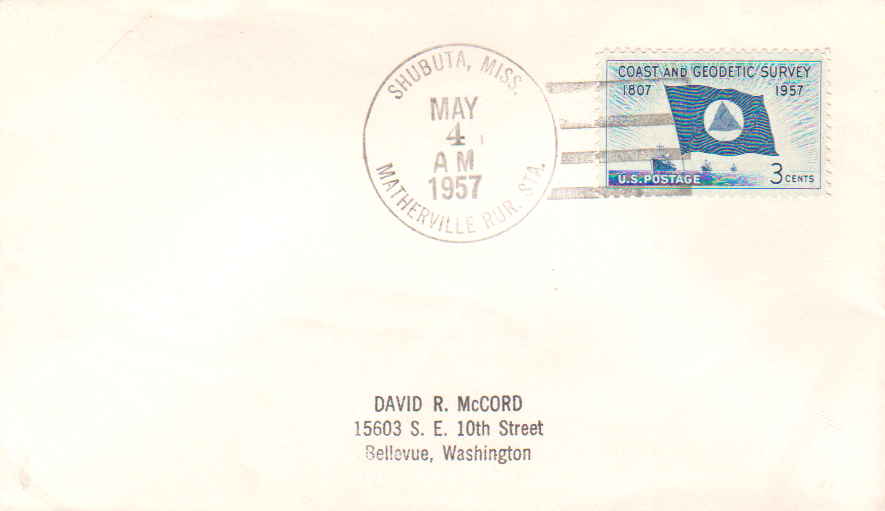 SHUBUTA, MISS.
MAY
4
AM
1957
MATHERVILLE RUR. STA.
COAST AND GEODETIC SURVEY
1807 1957
U.S. POSTAGE 3 CENTS
DAVID R. McCORD
15603 S. E. 10th Street
Bellevue, Washington